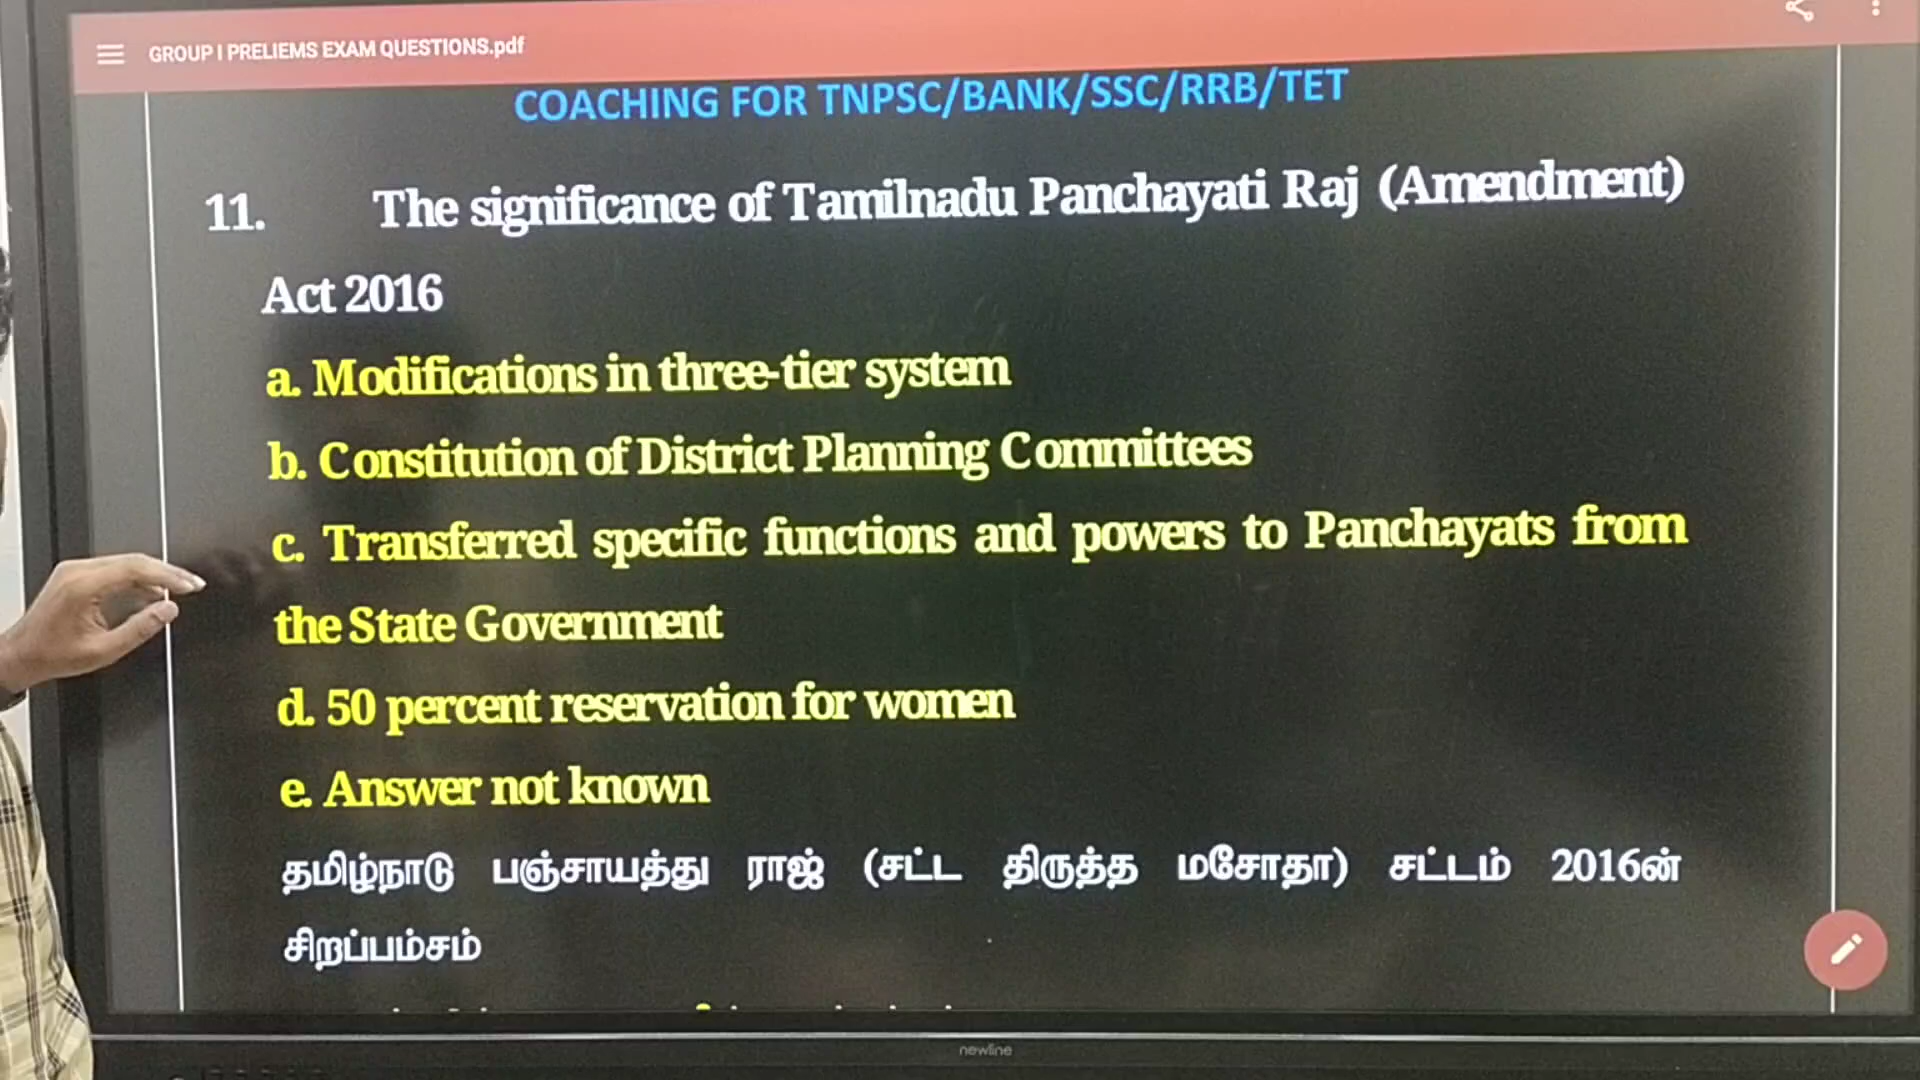 GROUP I PRELIEMS EXAM QUESTIONS.pdf
COACHING FOR TNPSC/BANK/SSC/RRB/TET
11. The significance of Tamilnadu Panchayati Raj (Amendment)
Act 2016
a. Modifications in three-tier system
b. Constitution of District Planning Committees
c. Transferred specific functions and powers to Panchayats from
the State Government
d. 50 percent reservation for women
e. Answer not known
தமிழ்நாடு பஞ்சாயத்து ராஜ் (சட்ட திருத்த மசோதா) சட்டம் 2016ன்
சிறப்பம்சம்
newline